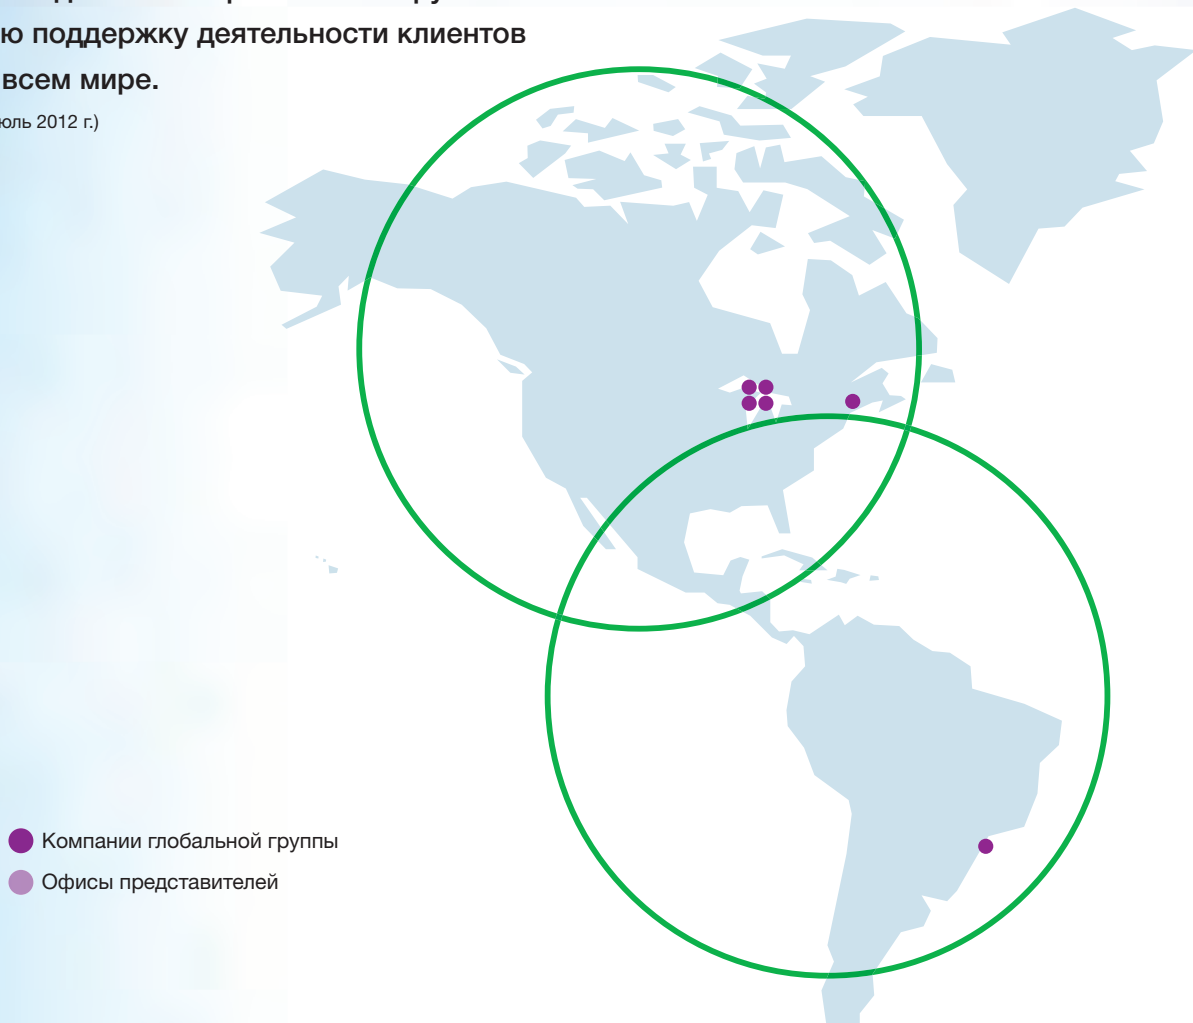 ю поддержку деятельности клиентов
всем мире.
юль 2012 г.)
Компании глобальной группы
Офисы представителей